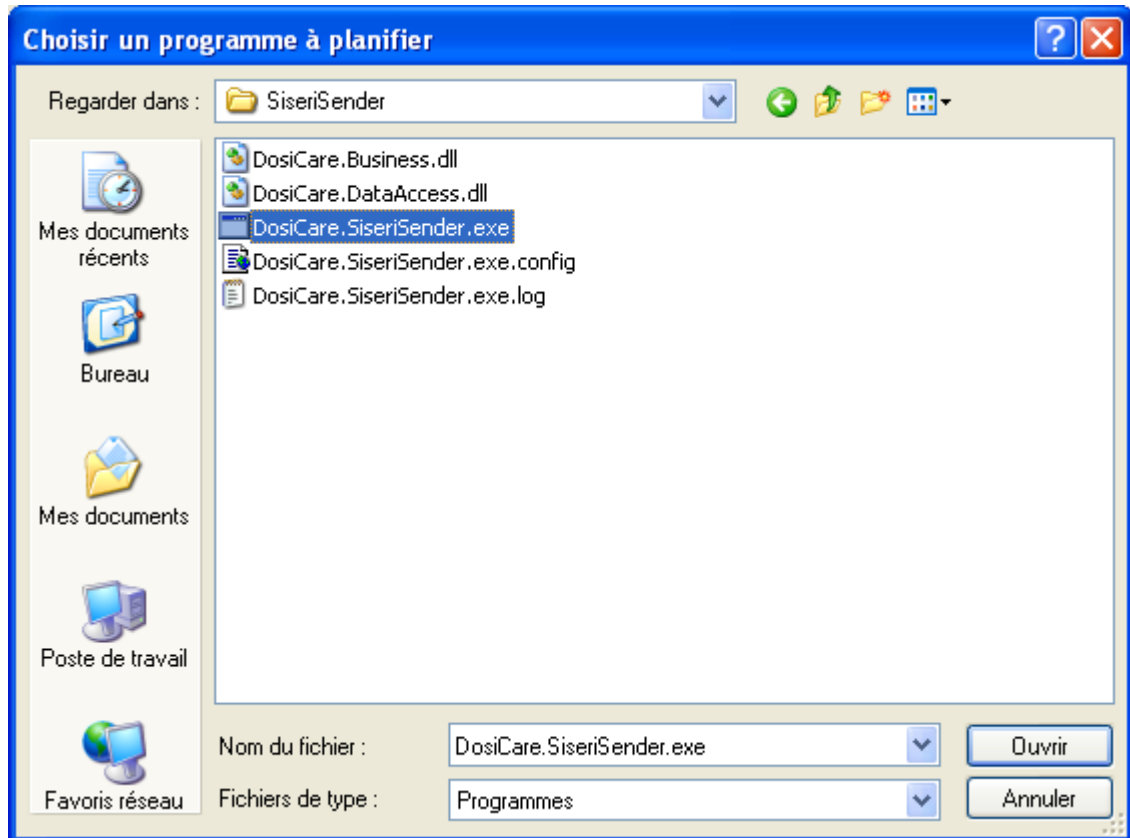 Choisir un programme à planifier
Regarder dans :
SiseriSender
DosiCare.Business.dll
DosiCare.DataAccess.dll
DosiCare.SiseriSender.exe
DosiCare.SiseriSender.exe.config
DosiCare.SiseriSender.exe.log
Mes documents
récents
Bureau
Mes documents
Poste de travail
Favoris réseau
Nom du fichier :
DosiCare.SiseriSender.exe
Ouvrir
Fichiers de type :
Programmes
Annuler